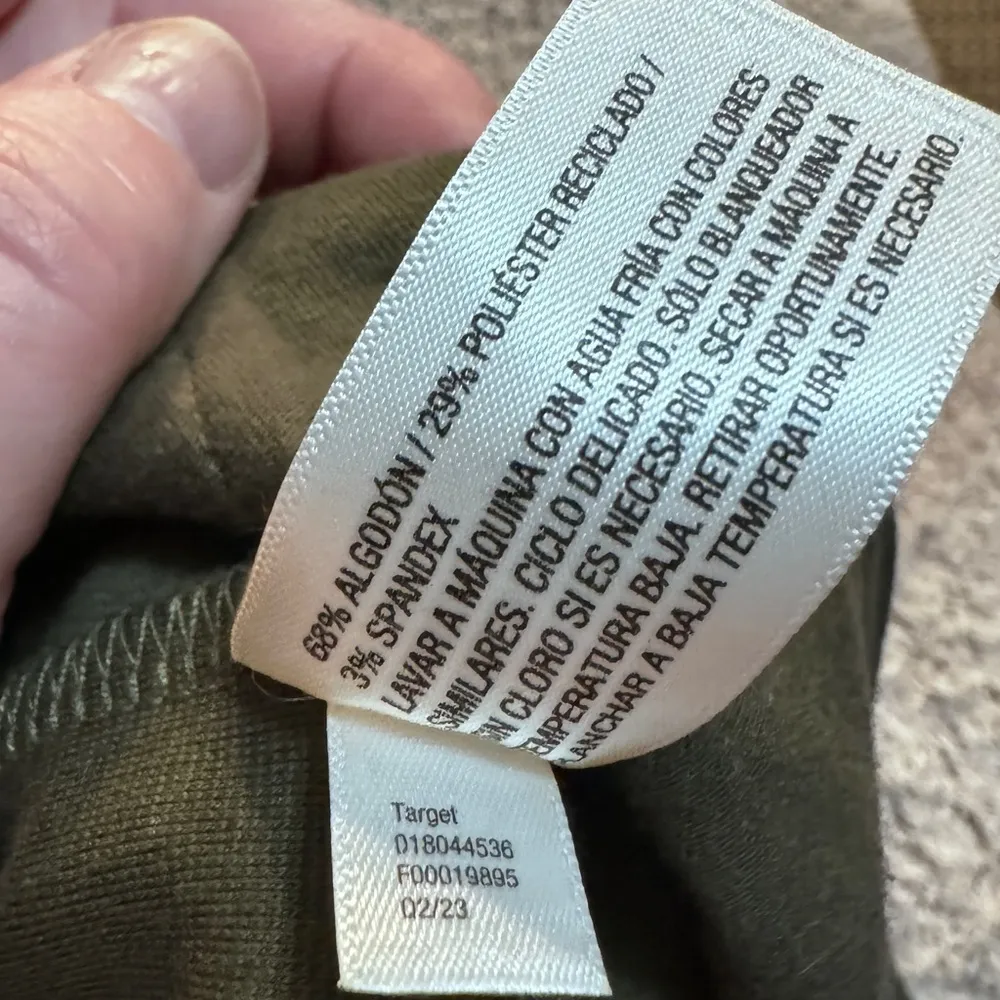 68% ALGODÓN / 29% POLIÉSTER RECICLADO /
3% SPANDEX
LAVAR A MÁQUINA CON AGUA FRÍA CON COLORES
SIMILARES. CICLO DELICADO. SÓLO BLANQUEADOR
SIN CLORO SI ES NECESARIO. SECAR A MÁQUINA A
TEMPERATURA BAJA. RETIRAR OPORTUNAMENTE.
PLANCHAR A BAJA TEMPERATURA SI ES NECESARIO.
Target
018044536
F00019895
02/23